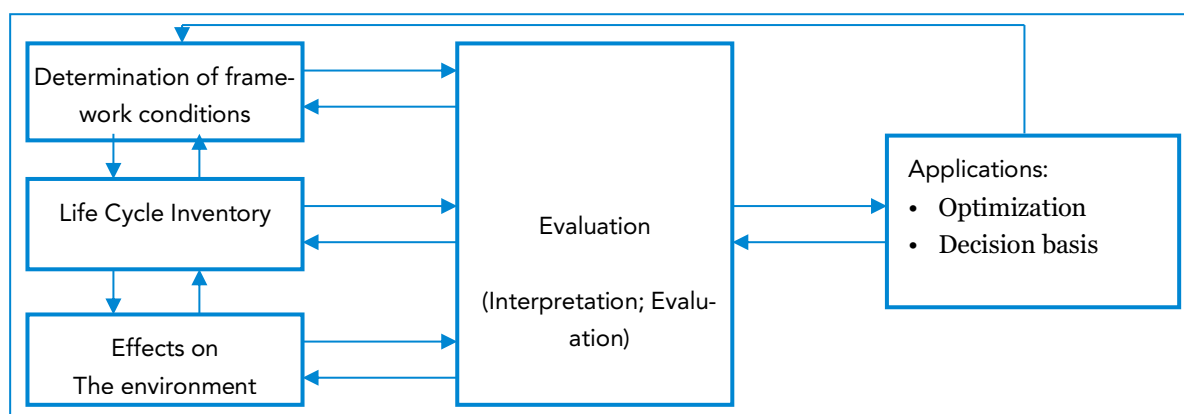 Determination of frame-
work conditions
Life Cycle Inventory
Effects on
The environment
Evaluation
(Interpretation; Evalu-
ation)
Applications:
• Optimization
• Decision basis